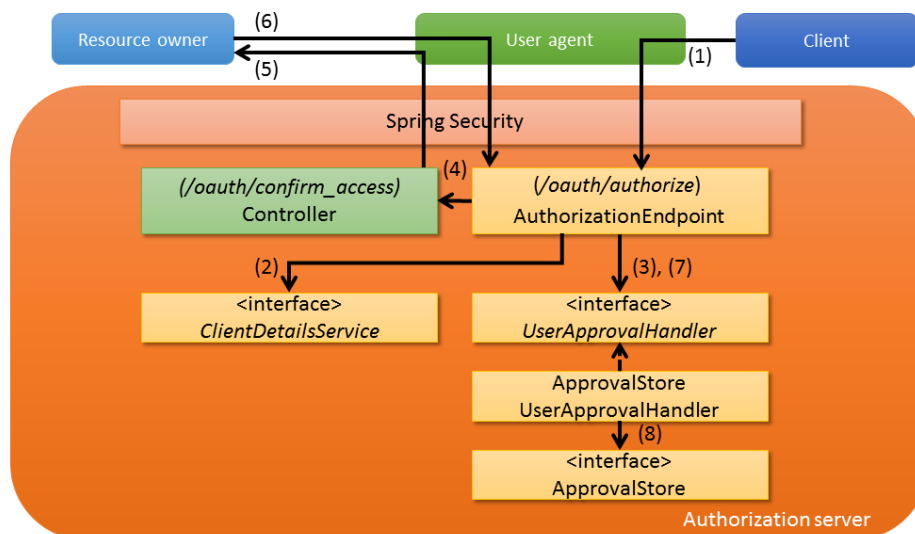 (6)
Resource owner
User agent
Client
(5)
(1)
Spring Security
(/oauth/confirm_access)
Controller
(4)
(/oauth/authorize)
AuthorizationEndpoint
(2)
(3), (7)
<interface>
ClientDetailsService
<interface>
UserApprovalHandler
ApprovalStore
UserApprovalHandler
(8)
<interface>
ApprovalStore
Authorization server